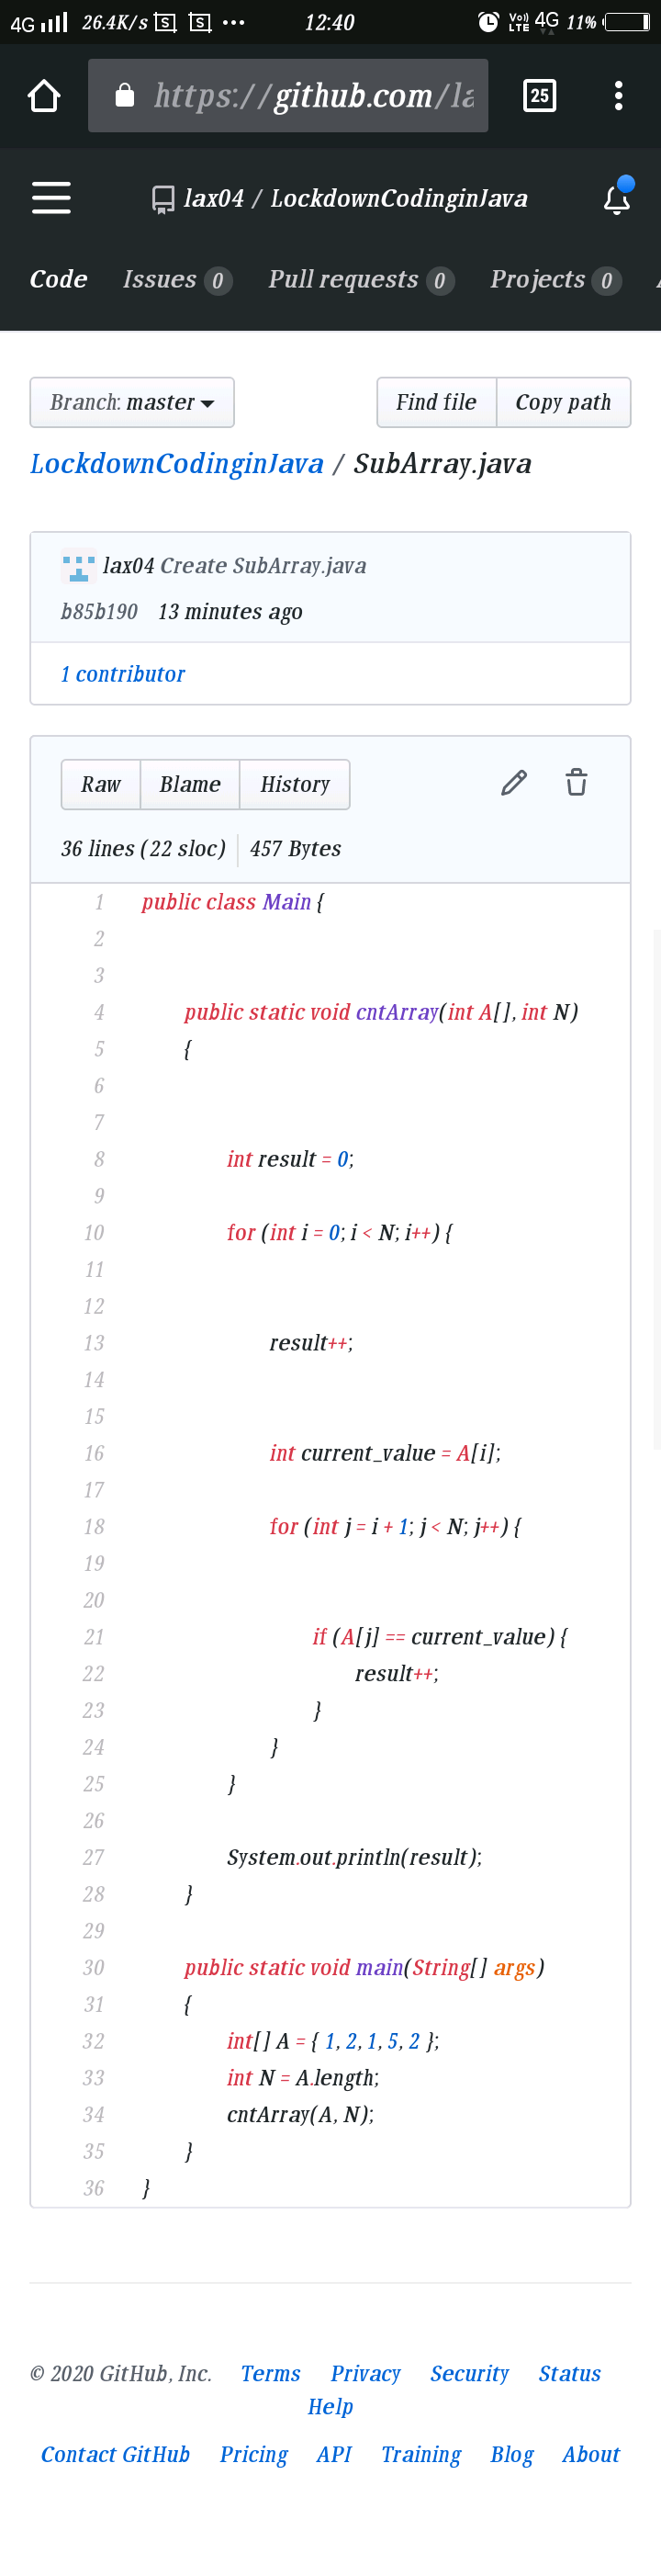 4G 26.4K/s S S ... 12:40 Vo) LTE 4G 11%
https://github.com/la 25
lax04 / LockdownCodinginJava
Code Issues 0 Pull requests 0 Projects 0
Branch: master Find file Copy path
LockdownCodinginJava / SubArray.java
lax04 Create SubArray.java
b85b190 13 minutes ago
1 contributor
Raw Blame History
36 lines (22 sloc) 457 Bytes
1 public class Main {
2
3
4 public static void cntArray(int A[], int N)
5 {
6
7
8 int result = 0;
9
10 for (int i = 0; i < N; i++) {
11
12
13 result++;
14
15
16 int current_value = A[i];
17
18 for (int j = i + 1; j < N; j++) {
19
20
21 if (A[j] == current_value) {
22 result++;
23 }
24 }
25 }
26
27 System.out.println(result);
28 }
29
30 public static void main(String[] args)
31 {
32 int[] A = { 1, 2, 1, 5, 2 };
33 int N = A.length;
34 cntArray(A, N);
35 }
36 }
© 2020 GitHub, Inc. Terms Privacy Security Status
Help
Contact GitHub Pricing API Training Blog About